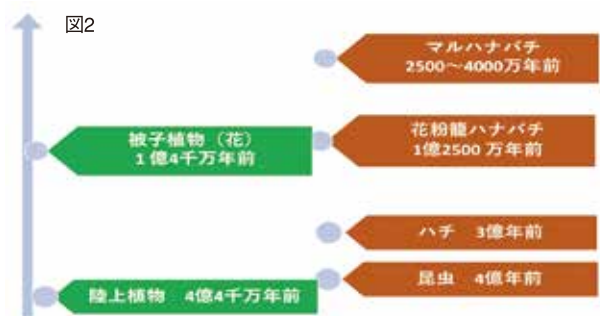 図2
マルハナバチ
2500～4000万年前
被子植物（花）
1 億4千万年前
花粉籠ハナバチ
1億2500 万年前
ハチ　3億年前
昆虫　4億年前
陸上植物　4億4千万年前